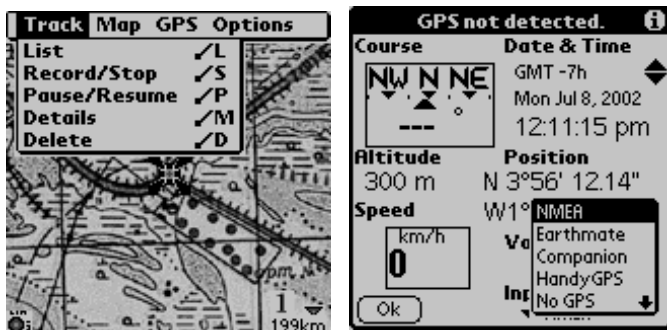 Track Map GPS Options
List ⁄L
Record/Stop ⁄S
Pause/Resume ⁄P
Details ⁄M
Delete ⁄D
1
199km
GPS not detected.
Course
NW N NE
---
Date & Time
GMT -7h
Mon Jul 8, 2002
12:11:15 pm
Altitude
300 m
Position
N 3°56' 12.14"
W1°
Speed
km/h
0
NMEA
Earthmate
Companion
HandyGPS
No GPS
Ok